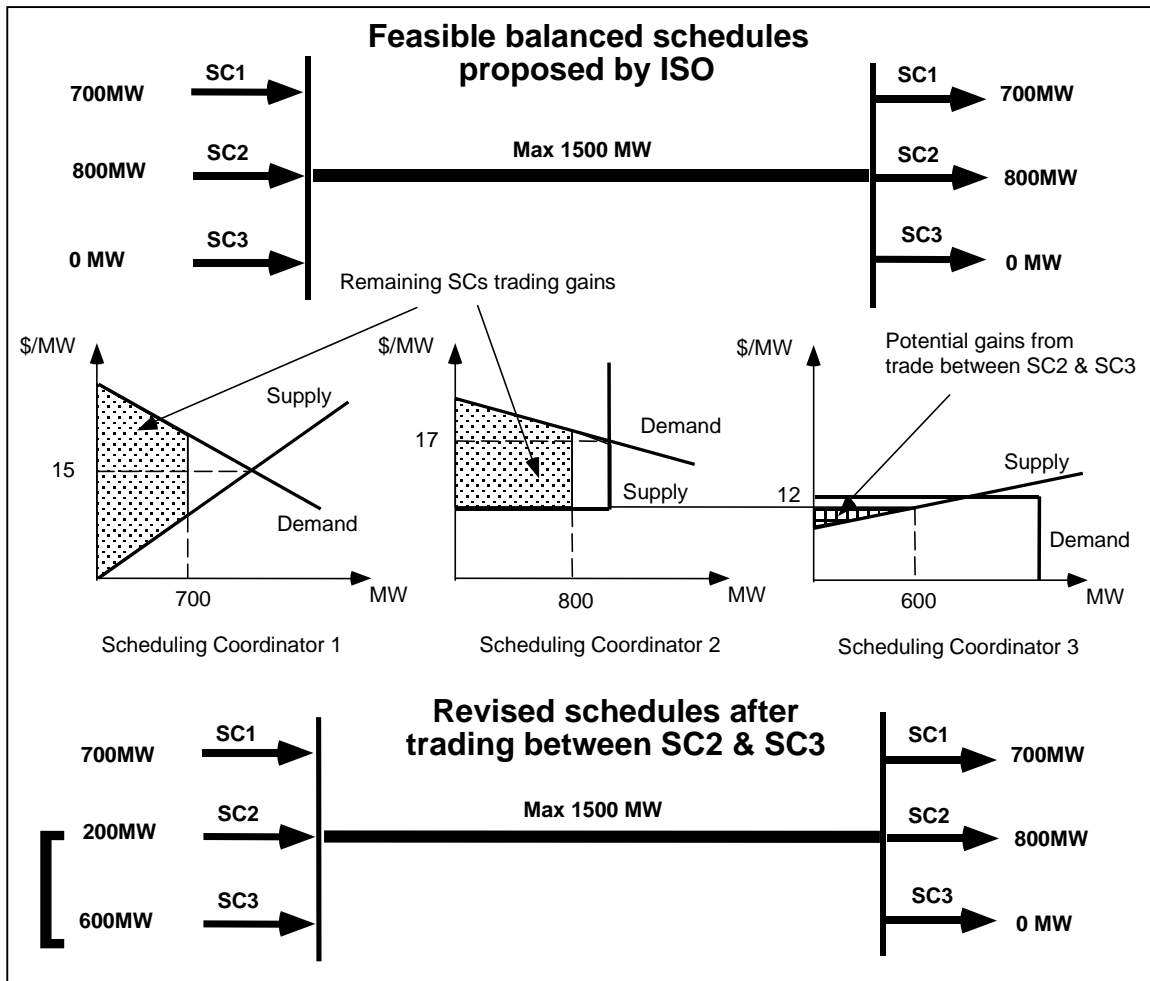 Feasible balanced schedules
proposed by ISO
SC1
700MW
SC1
700MW
SC2
800MW
Max 1500 MW
SC2
800MW
SC3
0 MW
SC3
0 MW
Remaining SCs trading gains
$/MW
$/MW
$/MW
Potential gains from
trade between SC2 & SC3
Supply
15
Demand
700
MW
Demand
17
Supply
800
MW
Supply
12
Demand
600
MW
Scheduling Coordinator 1
Scheduling Coordinator 2
Scheduling Coordinator 3
Revised schedules after
trading between SC2 & SC3
SC1
700MW
SC1
700MW
SC2
200MW
Max 1500 MW
SC2
800MW
SC3
600MW
SC3
0 MW